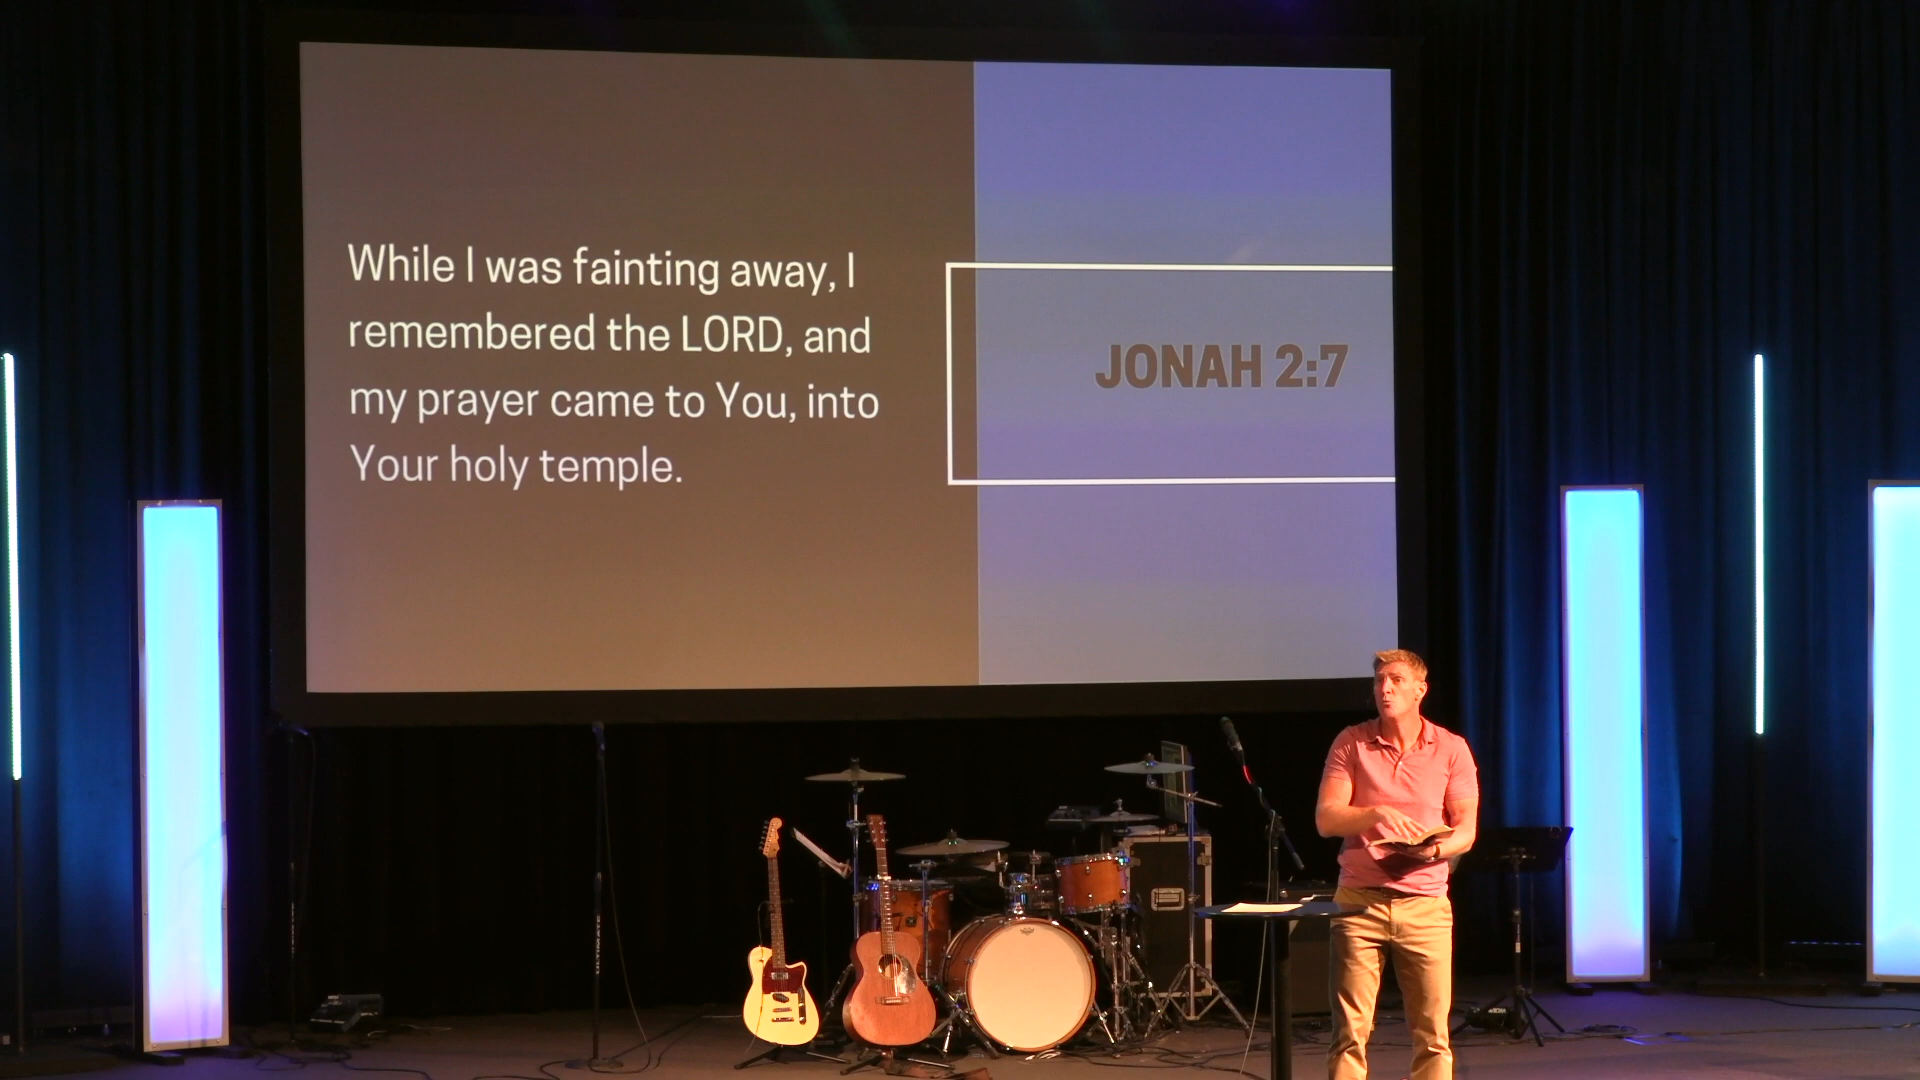 While I was fainting away, I
remembered the LORD, and
my prayer came to You, into
Your holy temple.
JONAH 2:7